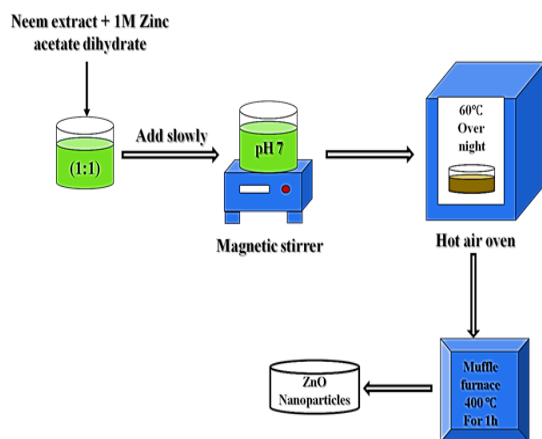 Neem extract + 1M Zinc
acetate dihydrate
(1:1)
Add slowly
pH 7
Magnetic stirrer
60℃
Over
night
Hot air oven
Muffle
furnace
400 ℃
For 1h
ZnO
Nanoparticles